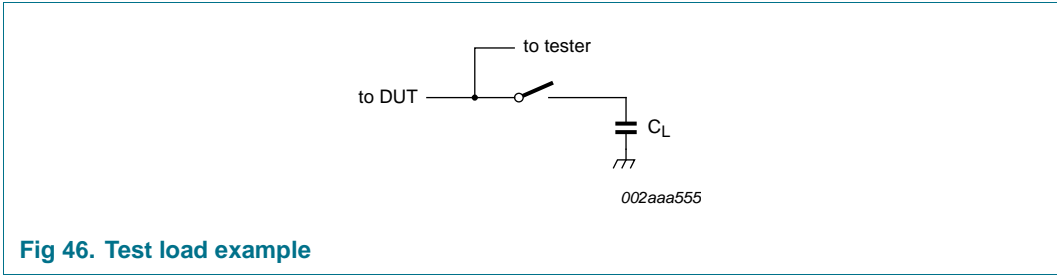 to tester
to DUT
CL
002aaa555
Fig 46. Test load example